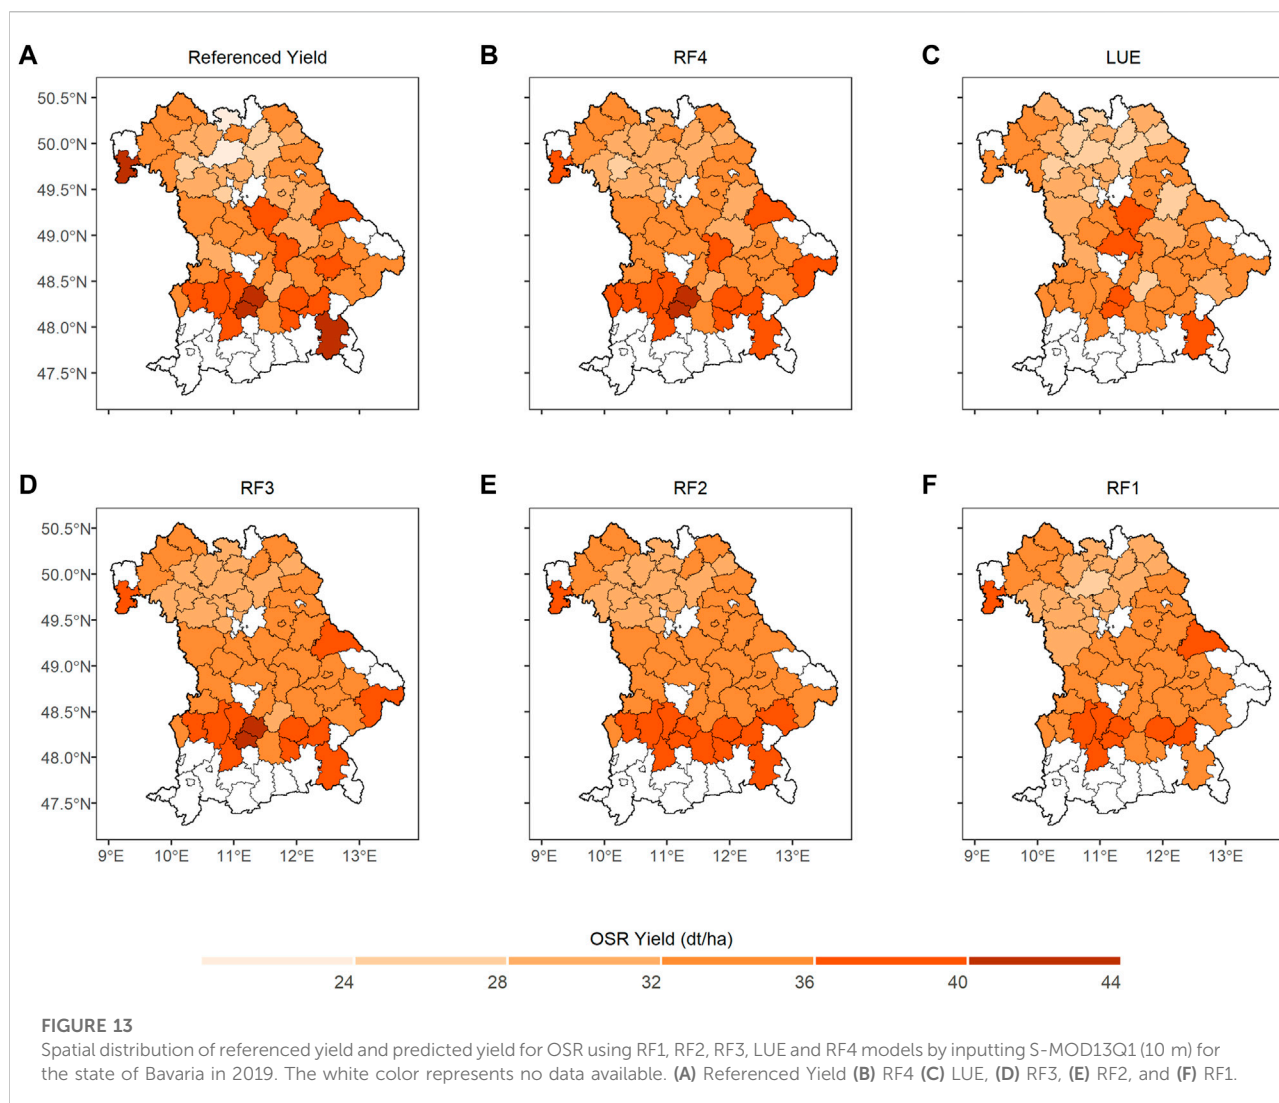 A
Referenced Yield
B
RF4
C
LUE
50.5°N
50.0°N
49.5°N
49.0°N
48.5°N
48.0°N
47.5°N
D
RF3
E
RF2
F
RF1
50.5°N
50.0°N
49.5°N
49.0°N
48.5°N
48.0°N
47.5°N
9°E 10°E 11°E 12°E 13°E
9°E 10°E 11°E 12°E 13°E
9°E 10°E 11°E 12°E 13°E
OSR Yield (dt/ha)
24 28 32 36 40 44
FIGURE 13
Spatial distribution of referenced yield and predicted yield for OSR using RF1, RF2, RF3, LUE and RF4 models by inputting S-MOD13Q1 (10 m) for
the state of Bavaria in 2019. The white color represents no data available. (A) Referenced Yield (B) RF4 (C) LUE, (D) RF3, (E) RF2, and (F) RF1.